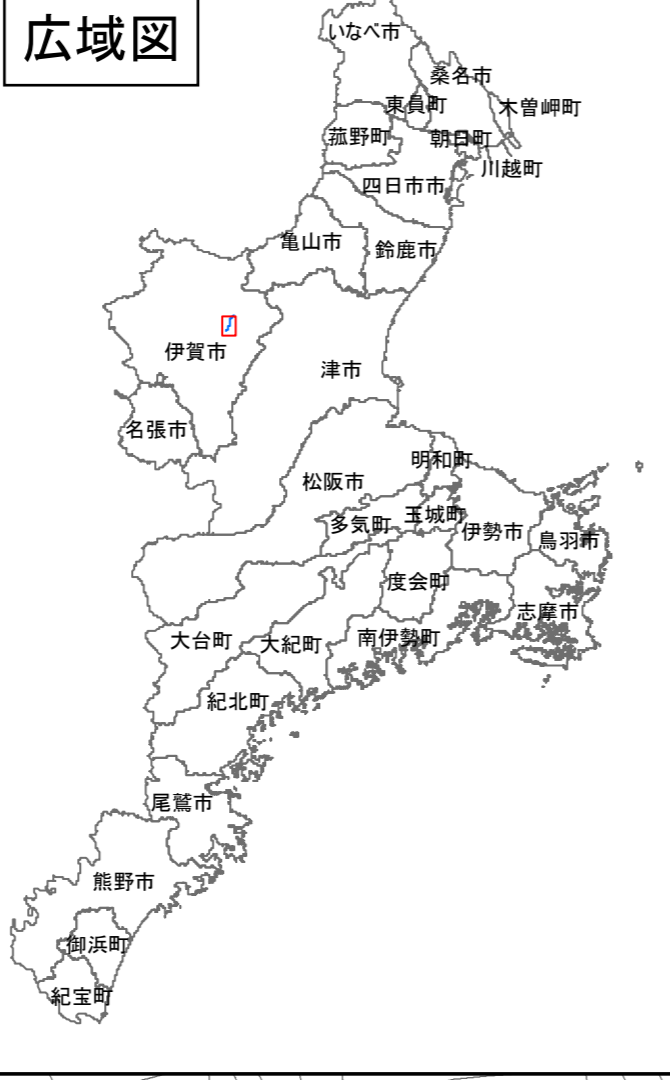 広域図
いなべ市
桑名市
東員町
木曽岬町
菰野町
朝日町
川越町
四日市市
亀山市
鈴鹿市
伊賀市
津市
名張市
明和町
松阪市
多気町
玉城町
伊勢市
鳥羽市
度会町
志摩市
大台町
大紀町
南伊勢町
紀北町
尾鷲市
熊野市
御浜町
紀宝町